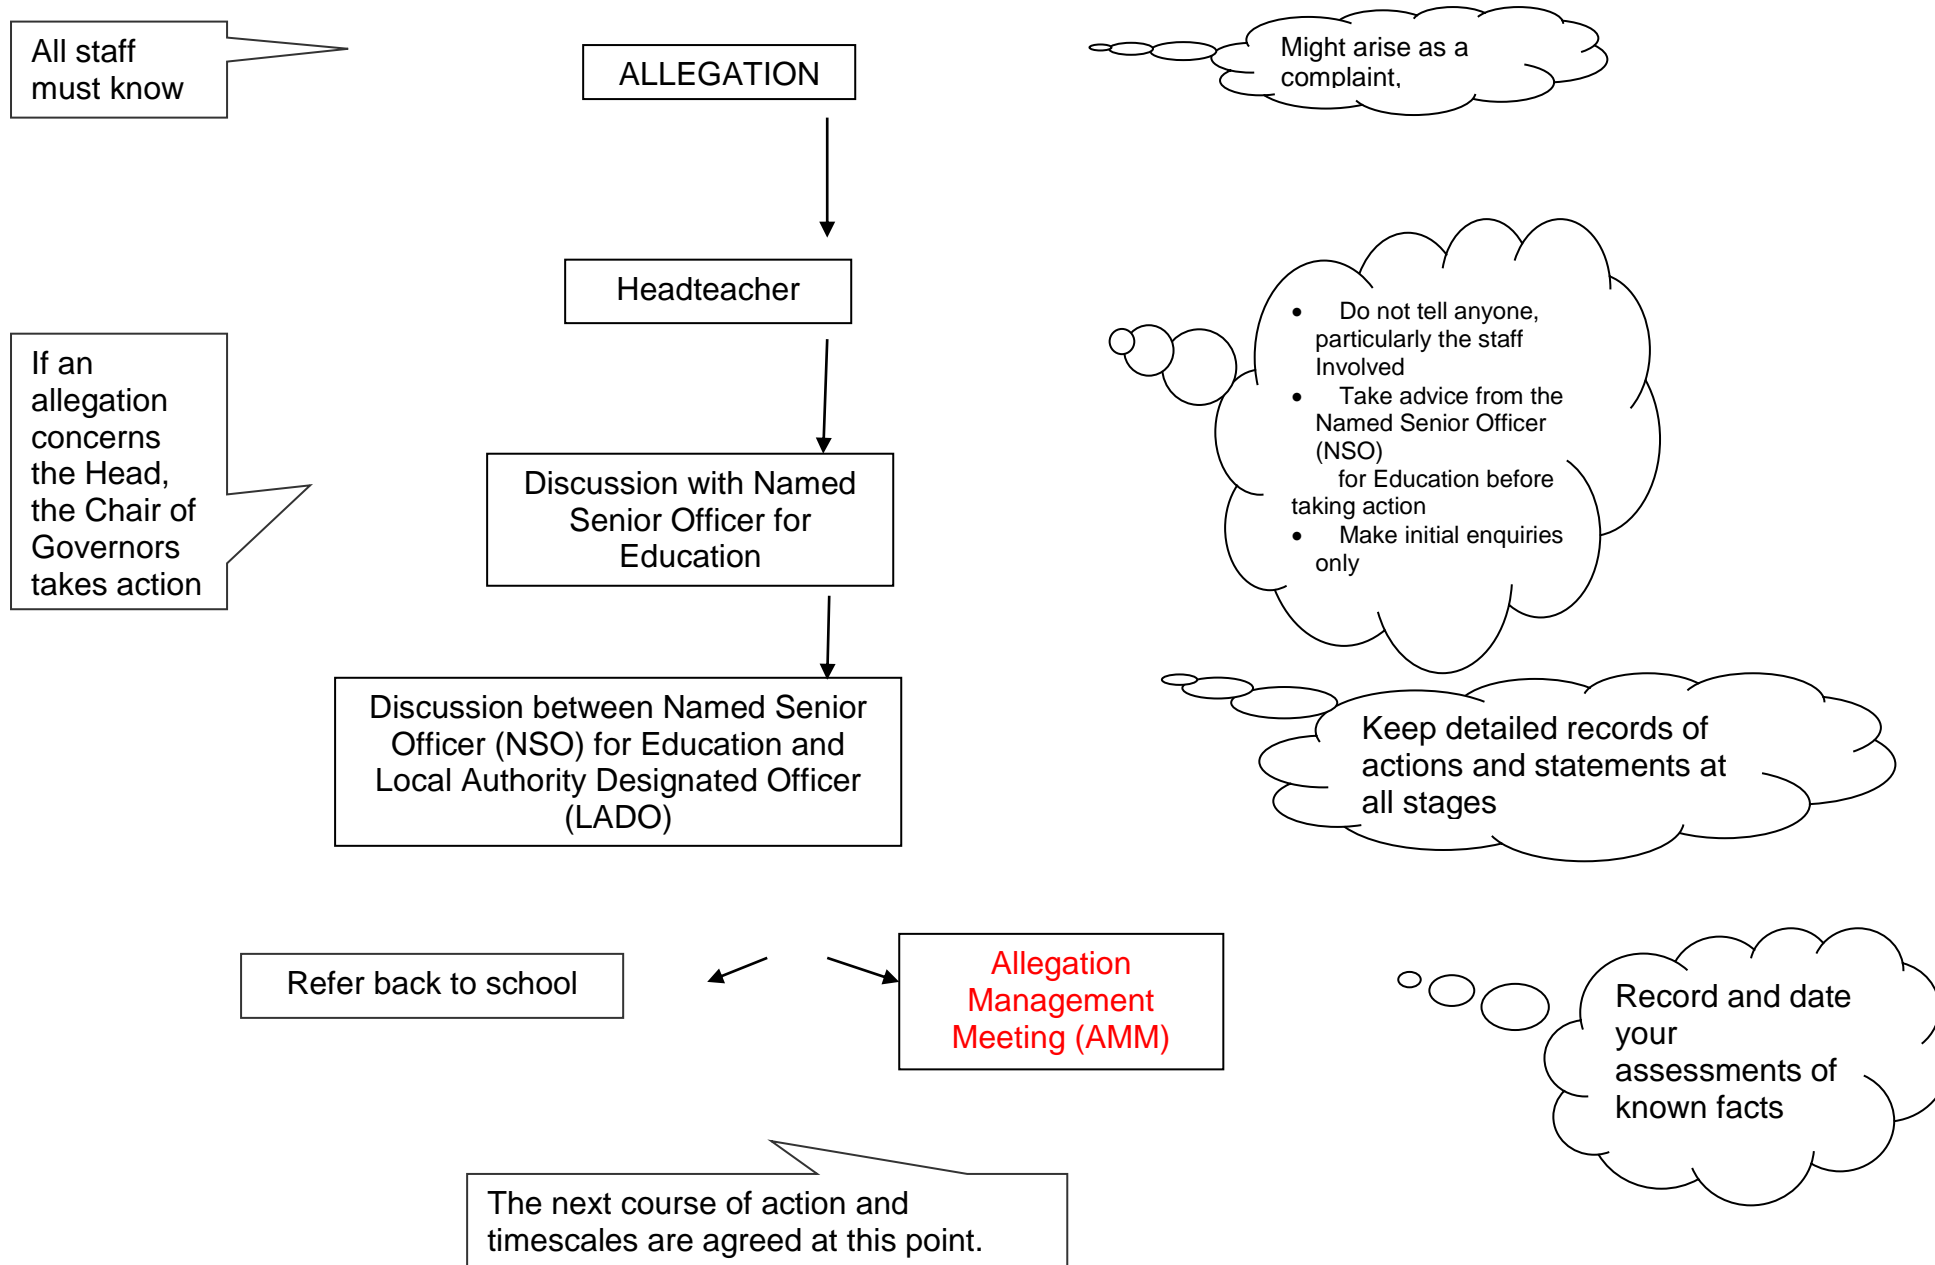 All staff
must know
ALLEGATION
Might arise as a
complaint,
Headteacher
If an
allegation
concerns
the Head,
the Chair of
Governors
takes action
• Do not tell anyone,
particularly the staff
Involved
• Take advice from the
Named Senior Officer
(NSO)
for Education before
taking action
• Make initial enquiries
only
Discussion with Named
Senior Officer for
Education
Discussion between Named Senior
Officer (NSO) for Education and
Local Authority Designated Officer
(LADO)
Keep detailed records of
actions and statements at
all stages
Refer back to school
Allegation
Management
Meeting (AMM)
Record and date
your
assessments of
known facts
The next course of action and
timescales are agreed at this point.